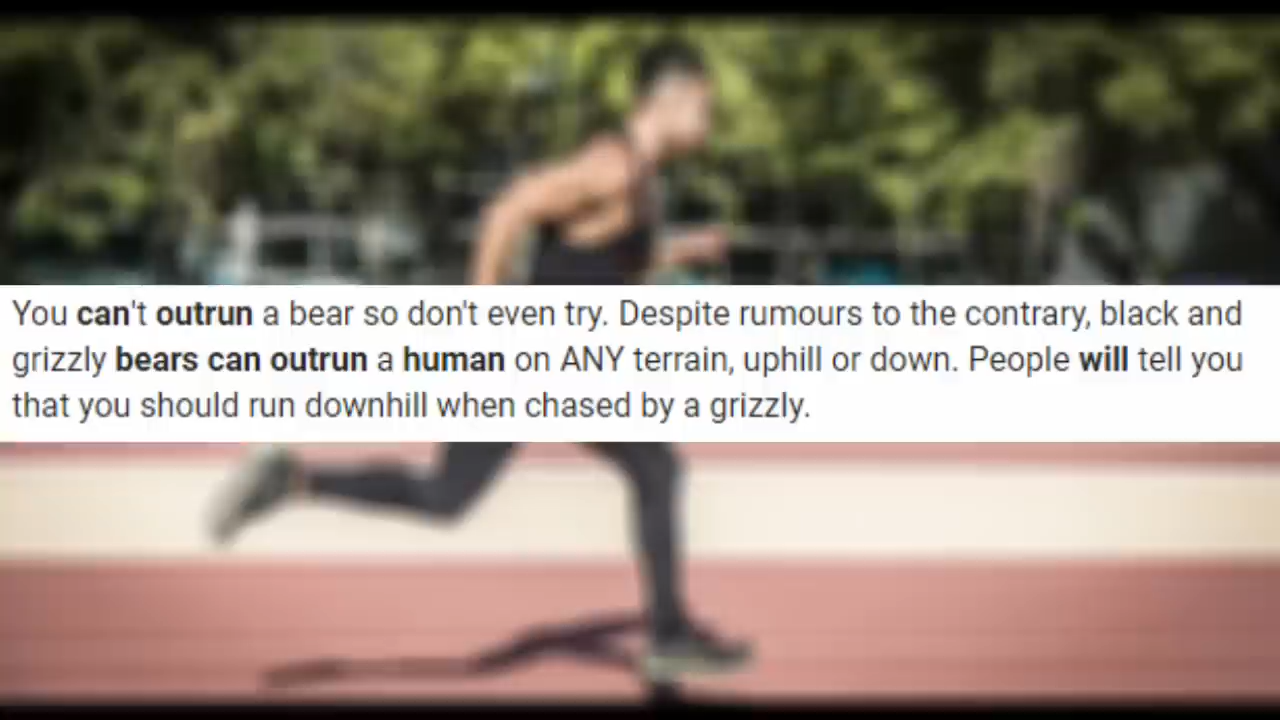 You can't outrun a bear so don't even try. Despite rumours to the contrary, black and
grizzly bears can outrun a human on ANY terrain, uphill or down. People will tell you
that you should run downhill when chased by a grizzly.